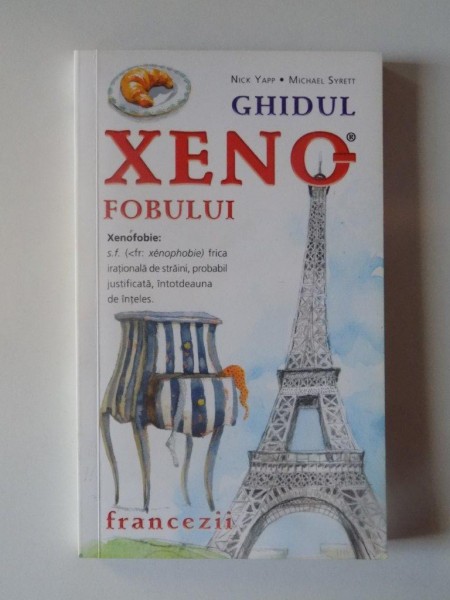 NICK YAPP • MICHAEL SYRETT
GHIDUL
XENO-®
FOBULUI
Xenofobie:
s.f. (<fr: xénophobie) frica
irațională de străini, probabil
justificată, întotdeauna
de înțeles.
francezii